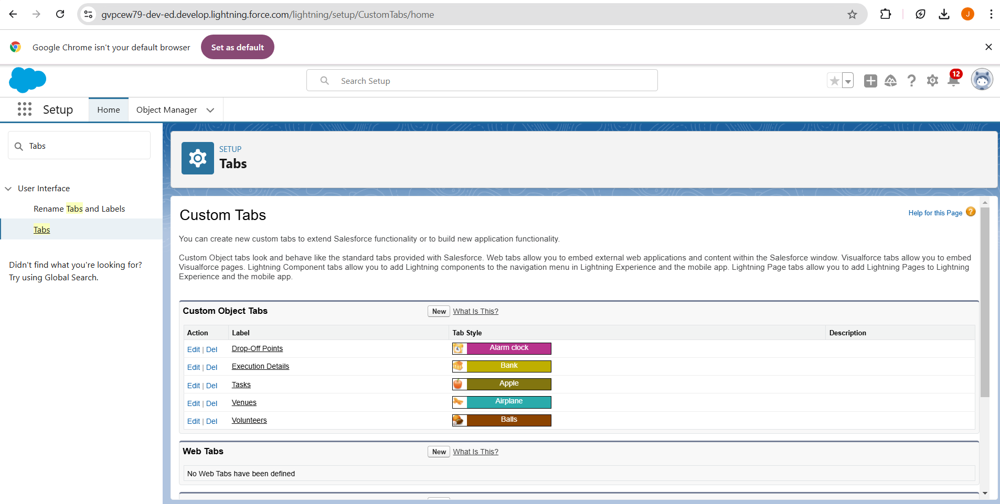 gvpcew79-dev-ed.develop.lightning.force.com/lightning/setup/CustomTabs/home
J
Google Chrome isn't your default browser
Set as default
Search Setup
12
Setup
Home
Object Manager
Tabs
User Interface
Rename Tabs and Labels
Tabs
Didn't find what you're looking for?
Try using Global Search.
SETUP
Tabs
Custom Tabs
Help for this Page
You can create new custom tabs to extend Salesforce functionality or to build new application functionality.
Custom Object tabs look and behave like the standard tabs provided with Salesforce. Web tabs allow you to embed external web applications and content within the Salesforce window. Visualforce tabs allow you to embed
Visualforce pages. Lightning Component tabs allow you to add Lightning components to the navigation menu in Lightning Experience and the mobile app. Lightning Page tabs allow you to add Lightning Pages to Lightning
Experience and the mobile app.
Custom Object Tabs New What Is This?
Action Label Tab Style Description
Edit | Del Drop-Off Points Alarm clock
Edit | Del Execution Details Bank
Edit | Del Tasks Apple
Edit | Del Venues Airplane
Edit | Del Volunteers Balls
Web Tabs New What Is This?
No Web Tabs have been defined